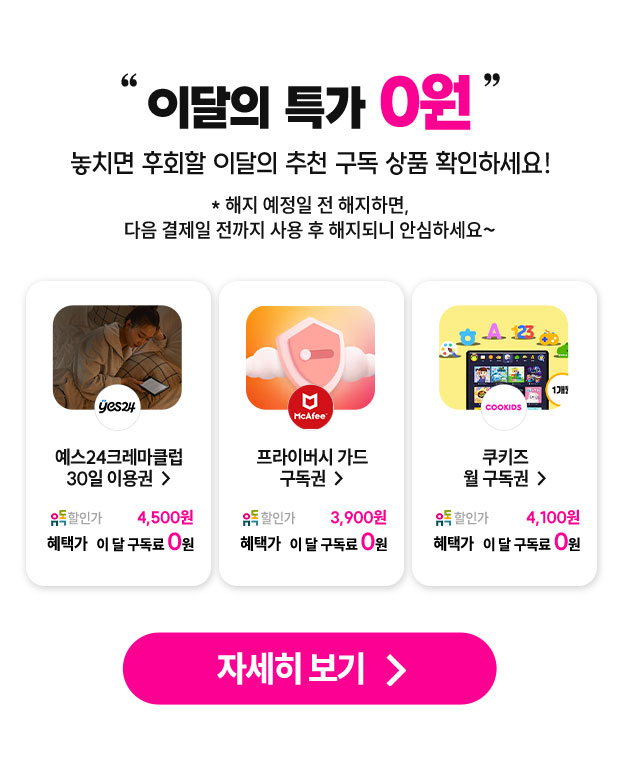 “ 이달의 특가 0원 ”
놓치면 후회할 이달의 추천 구독 상품 확인하세요!
* 해지 예정일 전 해지하면,
다음 결제일 전까지 사용 후 해지되니 안심하세요~
yes24
예스24크레마클럽
30일 이용권 >
유독 할인가 4,500원
혜택가 이 달 구독료 0원
McAfee
프라이버시 가드
구독권 >
유독 할인가 3,900원
혜택가 이 달 구독료 0원
A 123
COOKIDS
쿠키즈
월 구독권 >
유독 할인가 4,100원
혜택가 이 달 구독료 0원
자세히 보기 >